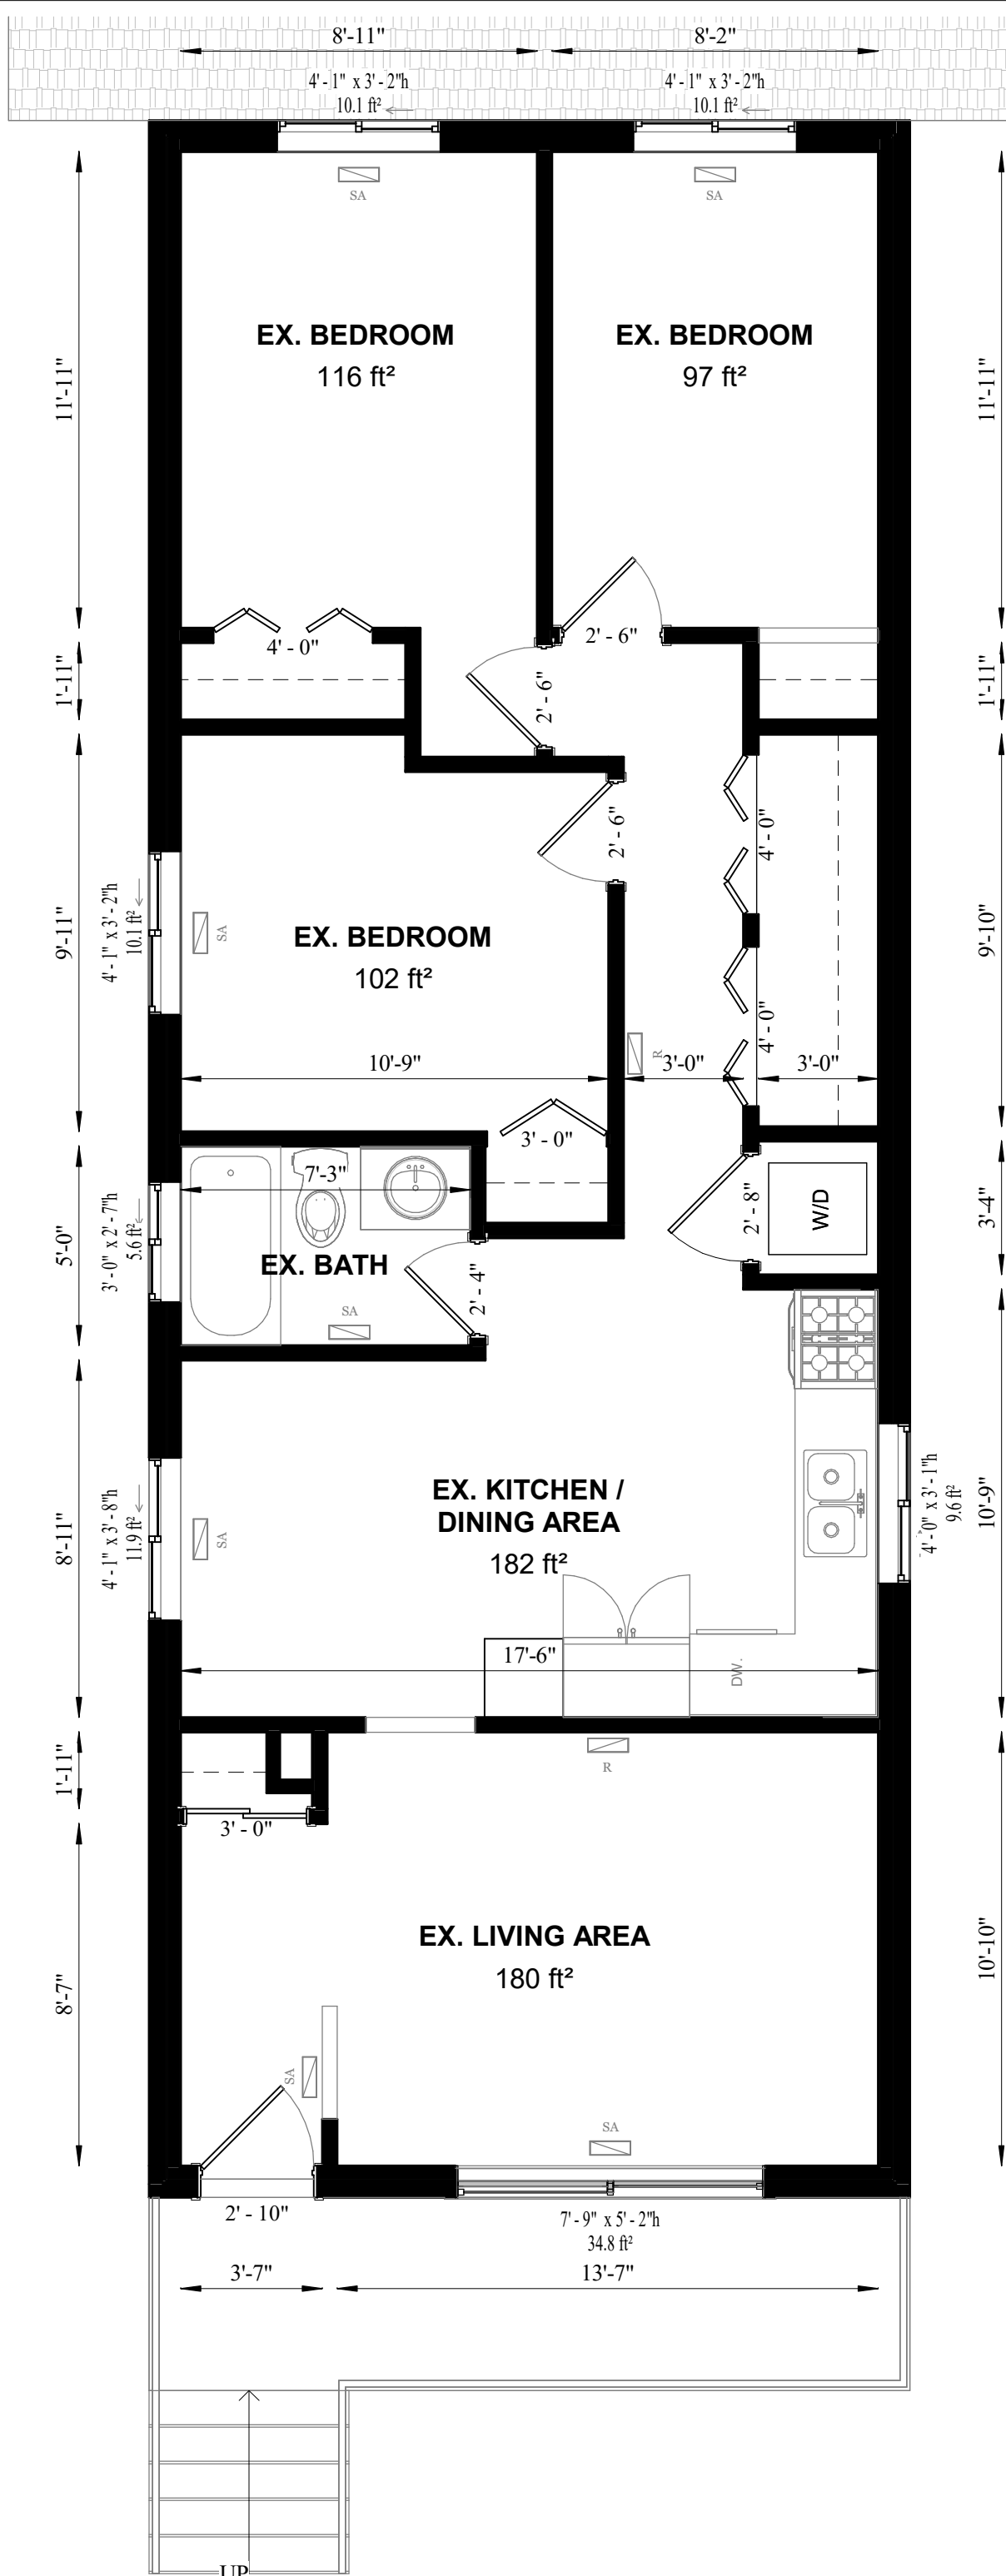 8'-11"
8'-2"
4'- 1" x 3'- 2"h
10.1 ft²
4'- 1" x 3'- 2"h
10.1 ft²
SA
SA
EX. BEDROOM
116 ft²
EX. BEDROOM
97 ft²
11'-11"
11'-11"
4' - 0"
2' - 6"
2' - 6"
1'-11"
1'-11"
2' - 6"
4' - 0"
9'-11"
4'- 1" x 3'- 2"h
10.1 ft²
SA
EX. BEDROOM
102 ft²
9'-10"
4' - 0"
R
10'-9"
3'-0"
3'-0"
3' - 0"
7'-3"
5'-0"
3'- 0" x 2'- 7"h
5.6 ft²
EX. BATH
SA
2' - 4"
2' - 8"
W/D
3'-4"
8'-11"
4'- 1" x 3'- 8"h
11.9 ft²
SA
EX. KITCHEN /
DINING AREA
182 ft²
4'- 0" x 3'- 1"h
9.6 ft²
10'-9"
17'-6"
DW.
1'-11"
R
3' - 0"
EX. LIVING AREA
180 ft²
8'-7"
10'-10"
SA
SA
2' - 10"
7'- 9" x 5'- 2"h
34.8 ft²
3'-7"
13'-7"
UP